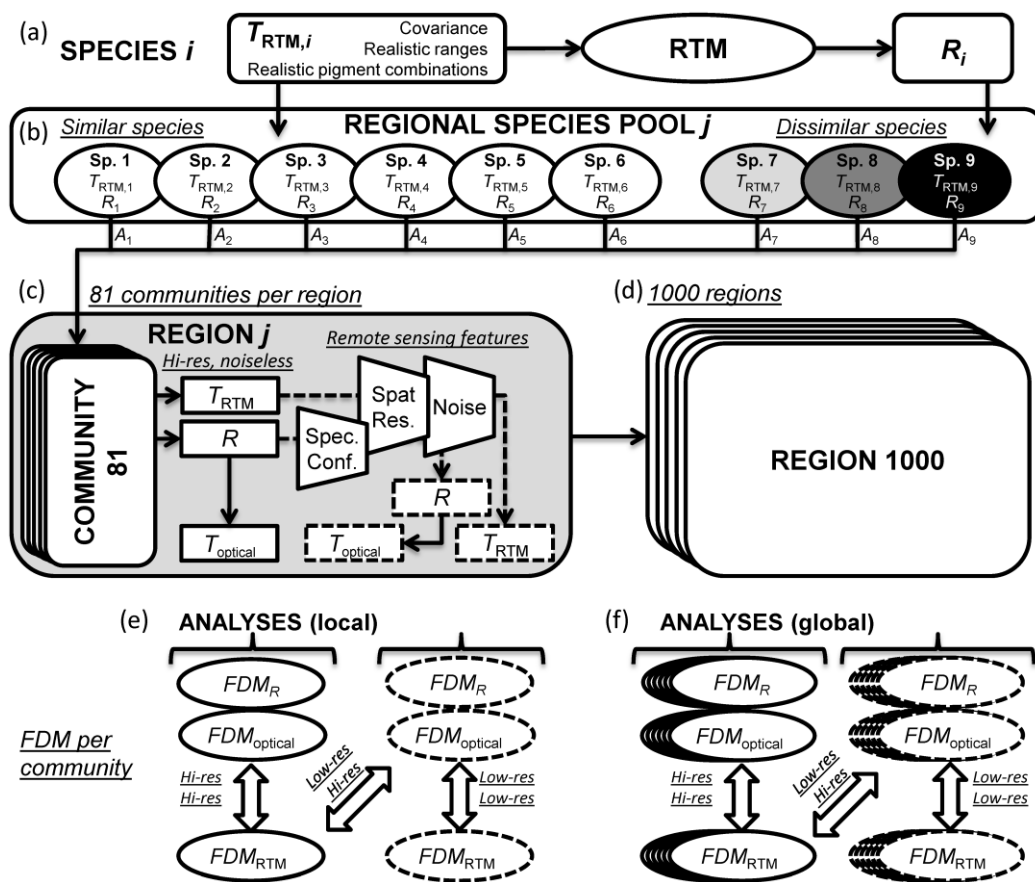 (a)
SPECIES i
T_RTM,i
Covariance
Realistic ranges
Realistic pigment combinations
RTM
R_i
(b)
Similar species
REGIONAL SPECIES POOL j
Dissimilar species
Sp. 1 Sp. 2 Sp. 3 Sp. 4 Sp. 5 Sp. 6 Sp. 7 Sp. 8 Sp. 9
T_RTM,1 T_RTM,2 T_RTM,3 T_RTM,4 T_RTM,5 T_RTM,6 T_RTM,7 T_RTM,8 T_RTM,9
R_1 R_2 R_3 R_4 R_5 R_6 R_7 R_8 R_9
A_1 A_2 A_3 A_4 A_5 A_6 A_7 A_8 A_9
(c)
81 communities per region
REGION j
Hi-res, noiseless
Remote sensing features
COMMUNITY
81
T_RTM
R
Spec.
Conf.
Spat
Res.
Noise
R
T_optical
T_optical
T_RTM
(d)
1000 regions
REGION 1000
(e)
ANALYSES (local)
FDM_R
FDM_R
FDM per
community
FDM_optical
FDM_optical
Hi-res
Hi-res
Low-res
Hi-res
Low-res
Low-res
FDM_RTM
FDM_RTM
(f)
ANALYSES (global)
FDM_R
FDM_R
FDM_optical
FDM_optical
Hi-res
Hi-res
Low-res
Hi-res
Low-res
Low-res
FDM_RTM
FDM_RTM